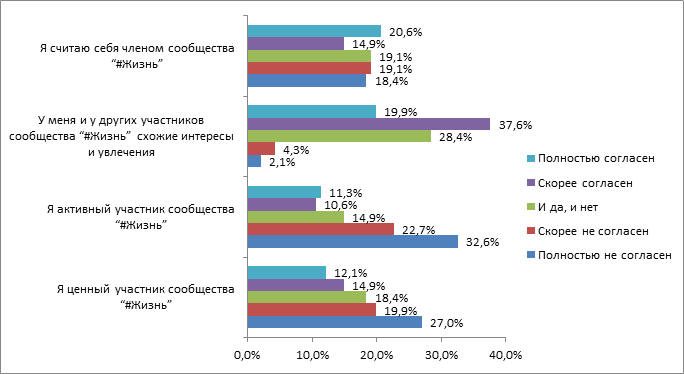 Я считаю себя членом сообщества
“#Жизнь”
20,6%
14,9%
19,1%
19,1%
18,4%
У меня и у других участников
сообщества “#Жизнь” схожие интересы
и увлечения
19,9%
37,6%
28,4%
4,3%
2,1%
Я активный участник сообщества
“#Жизнь”
11,3%
10,6%
14,9%
22,7%
32,6%
Я ценный участник сообщества
“#Жизнь”
12,1%
14,9%
18,4%
19,9%
27,0%
0,0%
10,0%
20,0%
30,0%
40,0%
Полностью согласен
Скорее согласен
И да, и нет
Скорее не согласен
Полностью не согласен